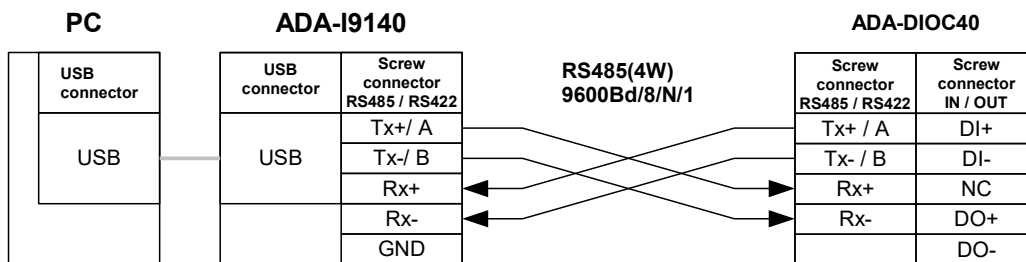 PC
ADA-I9140
ADA-DIOC40
USB
connector
USB
connector
Screw
connector
RS485 / RS422
RS485(4W)
9600Bd/8/N/1
Screw
connector
RS485 / RS422
Screw
connector
IN / OUT
USB
USB
Tx+/ A
Tx-/ B
Rx+
Rx-
GND
Tx+ / A
DI+
Tx- / B
DI-
Rx+
NC
Rx-
DO+
DO-